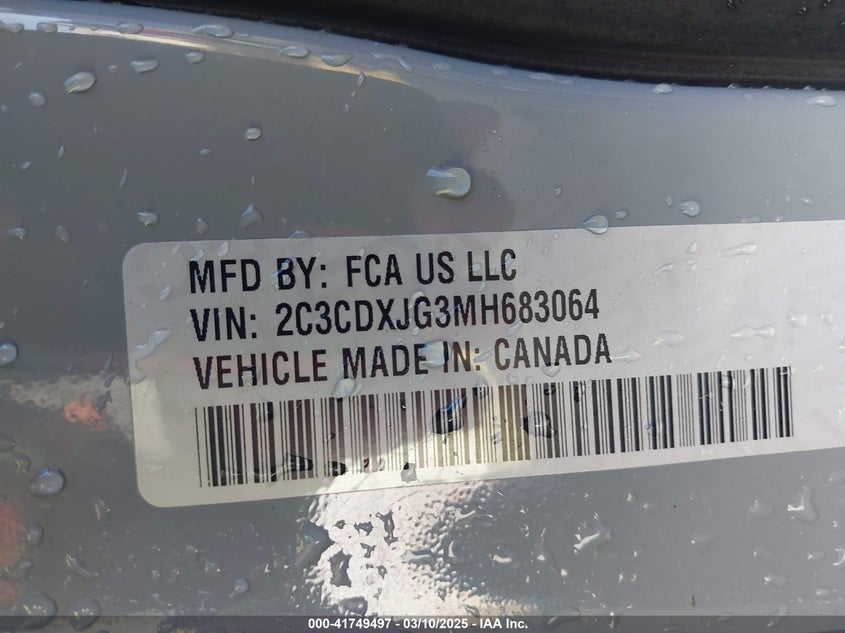 MFD BY: FCA US LLC
VIN: 2C3CDXJG3MH683064
VEHICLE MADE IN: CANADA
000-41749497 - 03/10/2025 - IAA Inc.